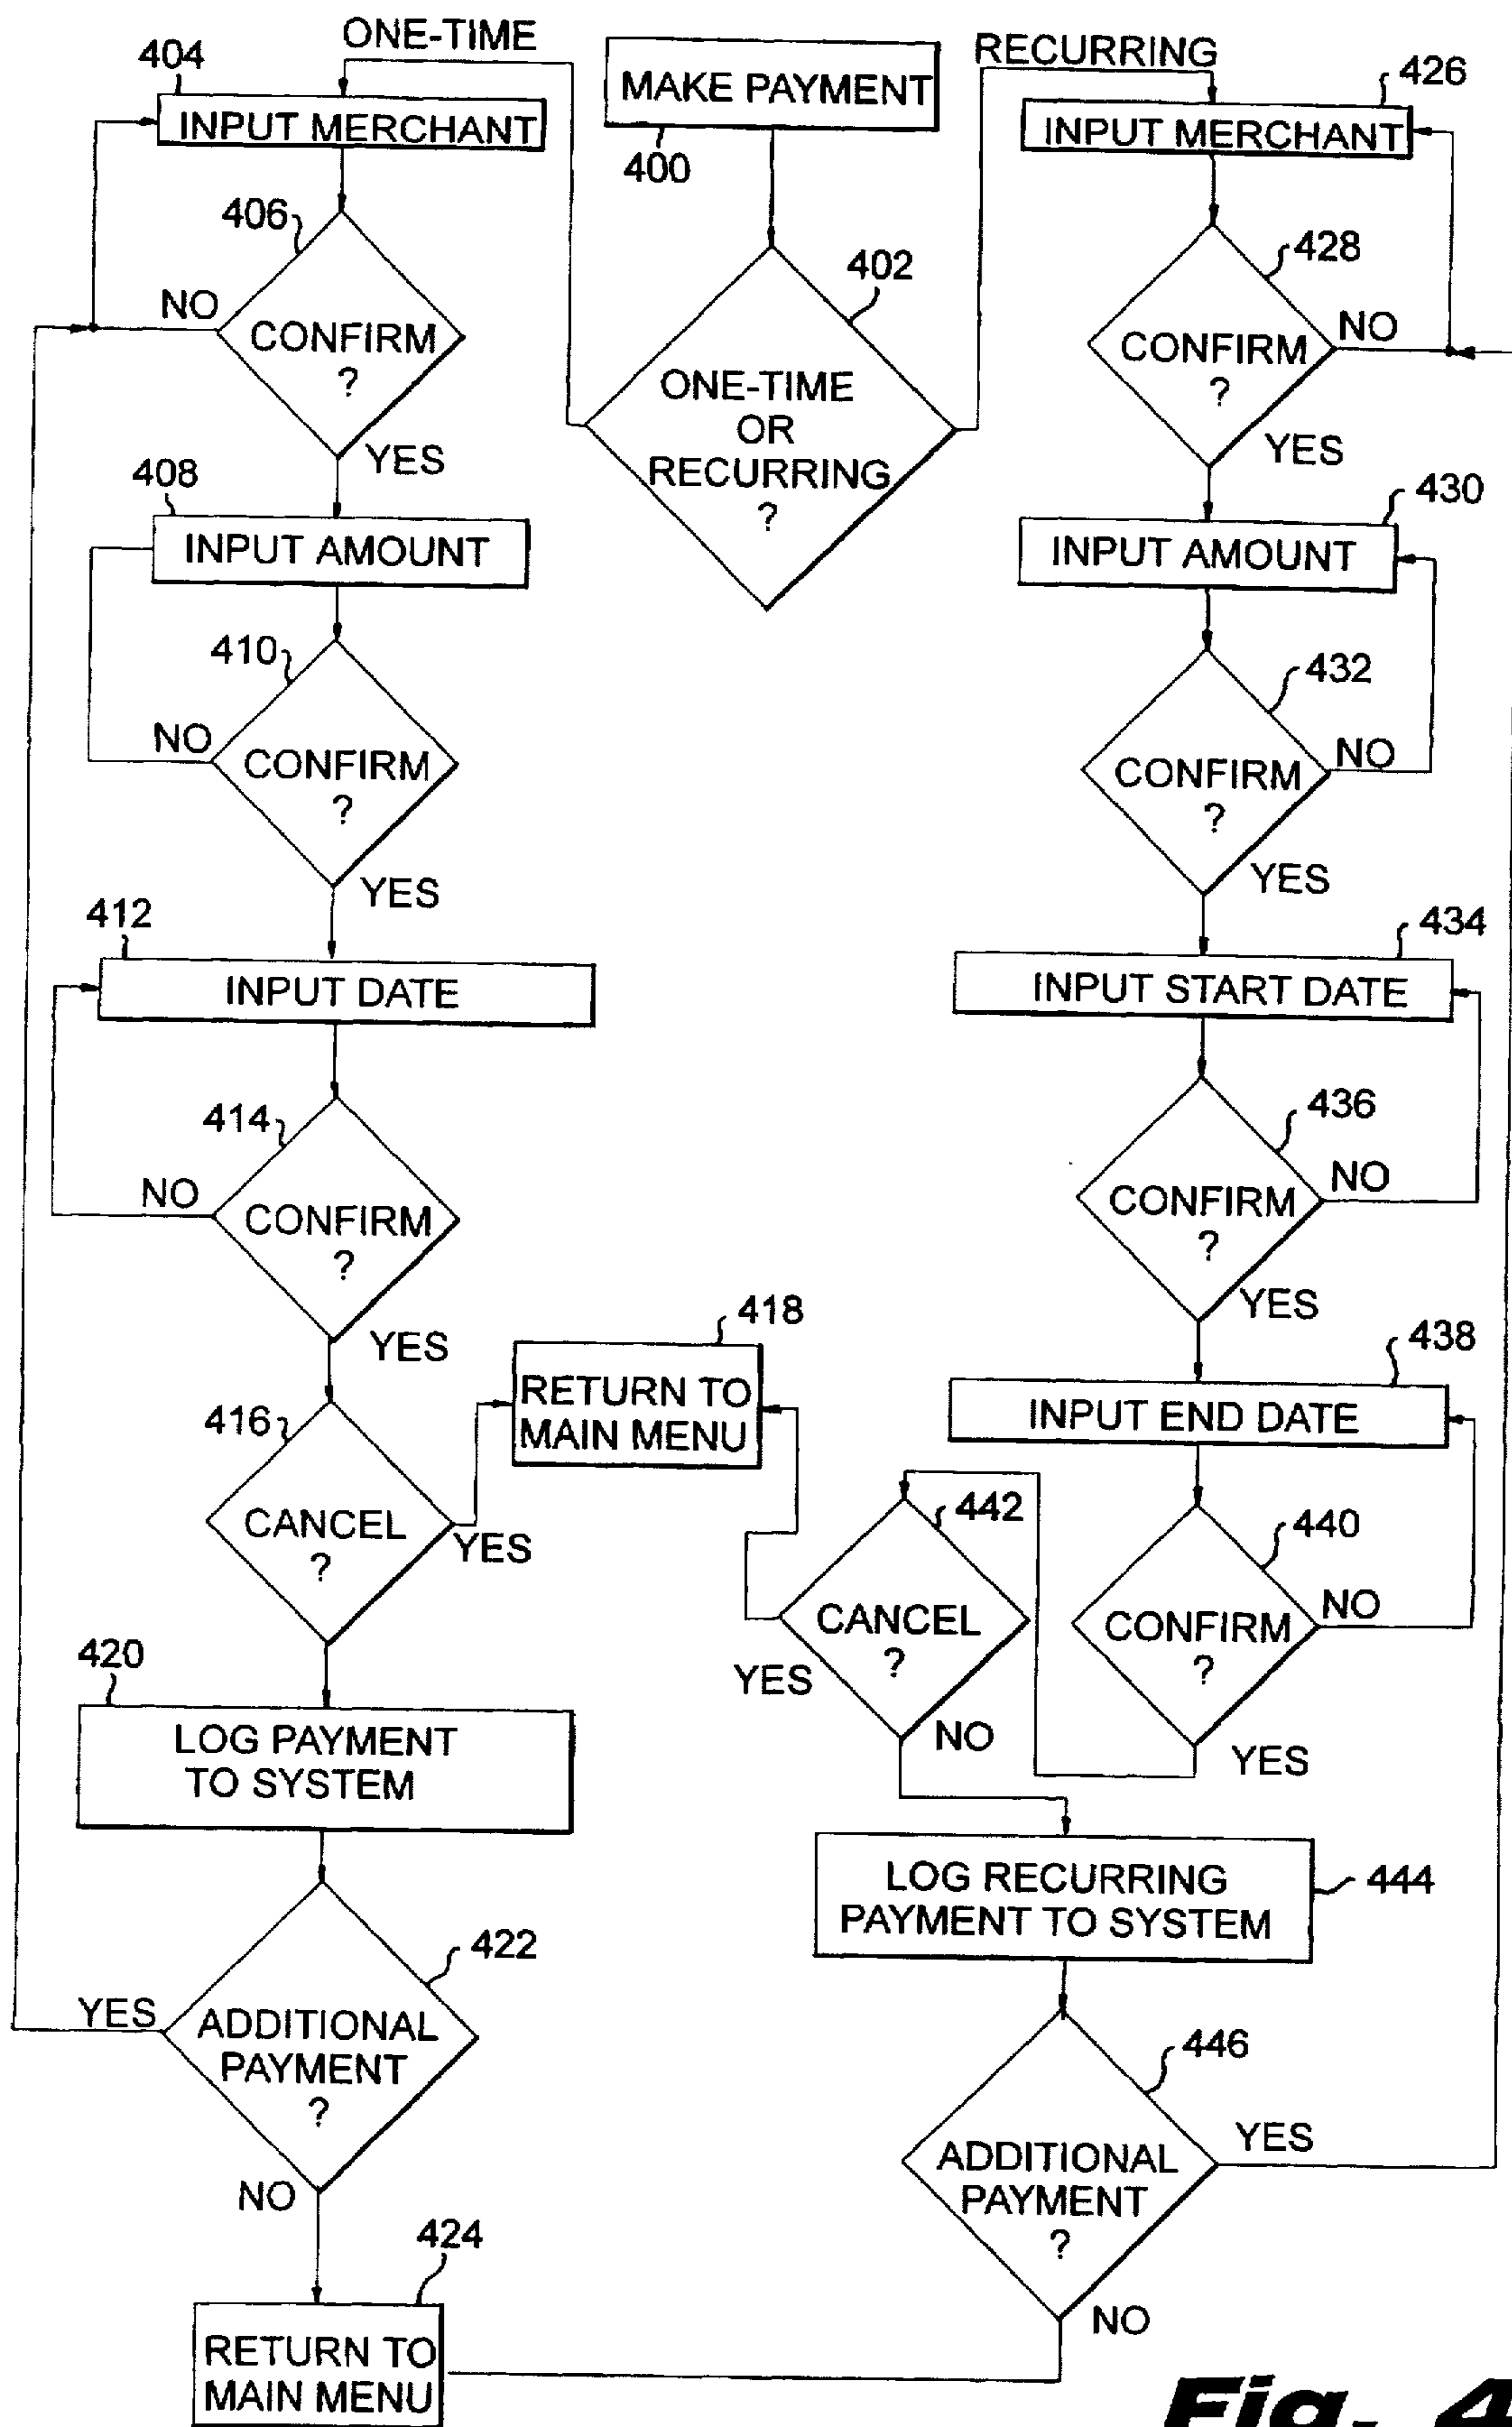 ONE-TIME
404
INPUT MERCHANT
MAKE PAYMENT
400
RECURRING
426
INPUT MERCHANT
406
NO
CONFIRM
?
YES
402
ONE-TIME
OR
RECURRING
?
428
NO
CONFIRM
?
YES
408
INPUT AMOUNT
430
INPUT AMOUNT
410
NO
CONFIRM
?
YES
432
NO
CONFIRM
?
YES
412
INPUT DATE
434
INPUT START DATE
414
NO
CONFIRM
?
YES
436
NO
CONFIRM
?
YES
418
RETURN TO
MAIN MENU
438
INPUT END DATE
416
CANCEL
?
YES
442
CANCEL
?
YES
NO
440
NO
CONFIRM
?
YES
420
LOG PAYMENT
TO SYSTEM
LOG RECURRING
PAYMENT TO SYSTEM
444
422
YES
ADDITIONAL
PAYMENT
?
NO
446
YES
ADDITIONAL
PAYMENT
?
NO
424
RETURN TO
MAIN MENU
Fig. 4